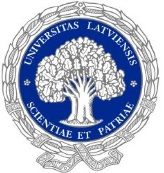 UNIVERSITAS LATVIENSIS
SCIENTIAE ET PATRIAE